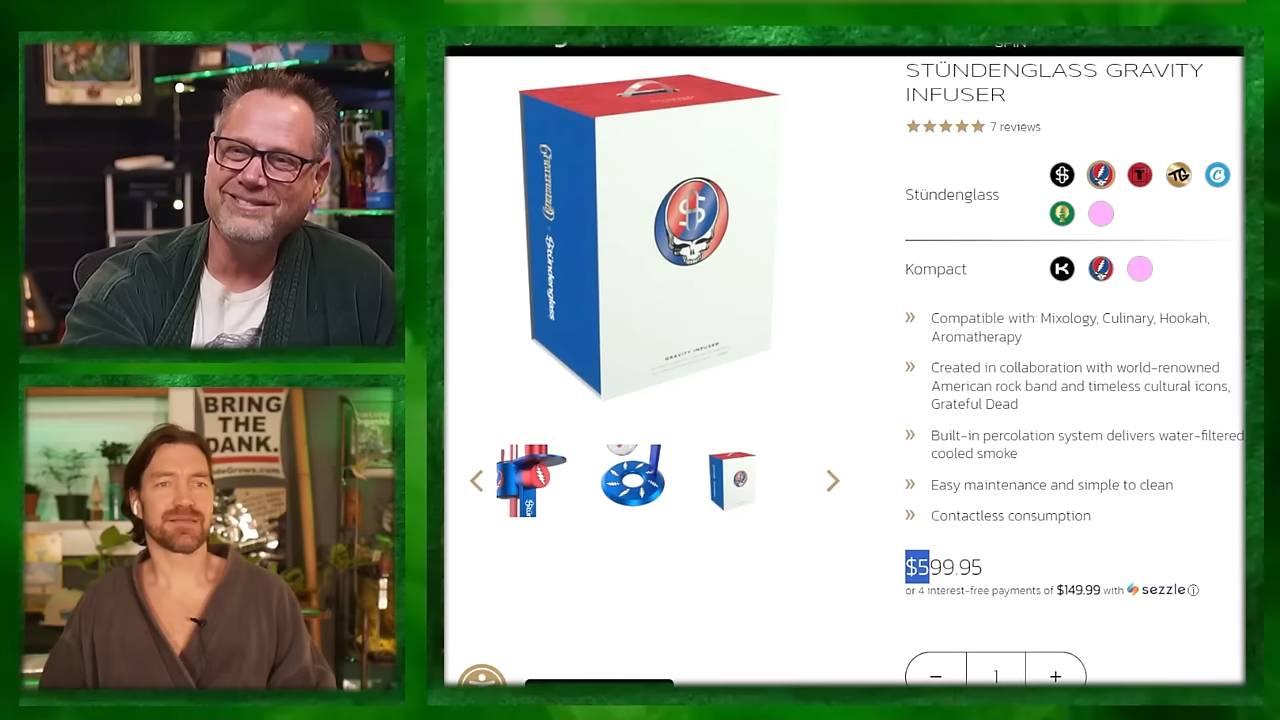 BRING
THE
DANK.
STÜNDENGLASS GRAVITY
INFUSER
7 reviews
Stündenglass
Kompact
Compatible with: Mixology, Culinary, Hookah,
Aromatherapy
Created in collaboration with world-renowned
American rock band and timeless cultural icons,
Grateful Dead
Built-in percolation system delivers water-filtered
cooled smoke
Easy maintenance and simple to clean
Contactless consumption
$599.95
or 4 interest-free payments of $149.99 with sezzle
− 1 +
Stündenglass
GRAVITY INFUSER